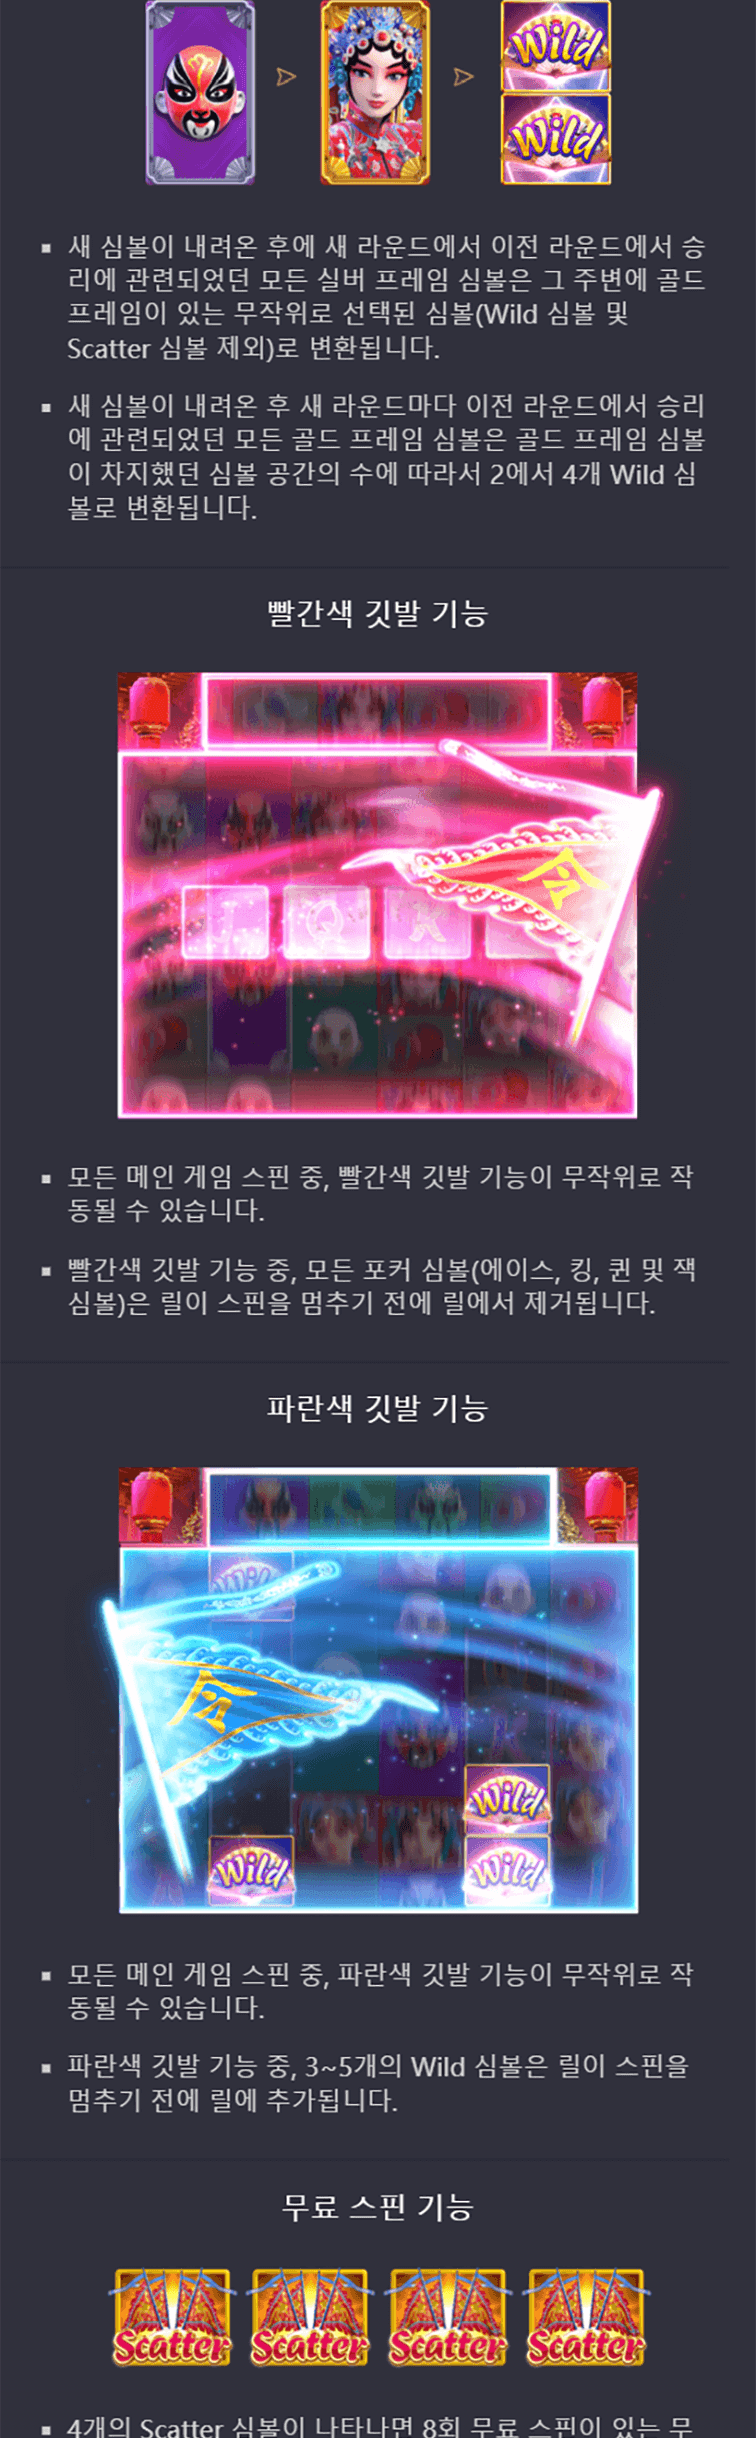 Wild
Wild
새 심볼이 내려온 후에 새 라운드에서 이전 라운드에서 승
리에 관련되었던 모든 실버 프레임 심볼은 그 주변에 골드
프레임이 있는 무작위로 선택된 심볼(Wild 심볼 및
Scatter 심볼 제외)로 변환됩니다.
새 심볼이 내려온 후 새 라운드마다 이전 라운드에서 승리
에 관련되었던 모든 골드 프레임 심볼은 골드 프레임 심볼
이 차지했던 심볼 공간의 수에 따라서 2에서 4개 Wild 심
볼로 변환됩니다.
빨간색 깃발 기능
令
J Q K
모든 메인 게임 스핀 중, 빨간색 깃발 기능이 무작위로 작
동될 수 있습니다.
빨간색 깃발 기능 중, 모든 포커 심볼(에이스, 킹, 퀸 및 잭
심볼)은 릴이 스핀을 멈추기 전에 릴에서 제거됩니다.
파란색 깃발 기능
Wild
令
Wild
Wild Wild
모든 메인 게임 스핀 중, 파란색 깃발 기능이 무작위로 작
동될 수 있습니다.
파란색 깃발 기능 중, 3~5개의 Wild 심볼은 릴이 스핀을
멈추기 전에 릴에 추가됩니다.
무료 스핀 기능
Scatter Scatter Scatter Scatter
4개의 Scatter 심볼이 나타나면 8회 무료 스핀이 있는 무